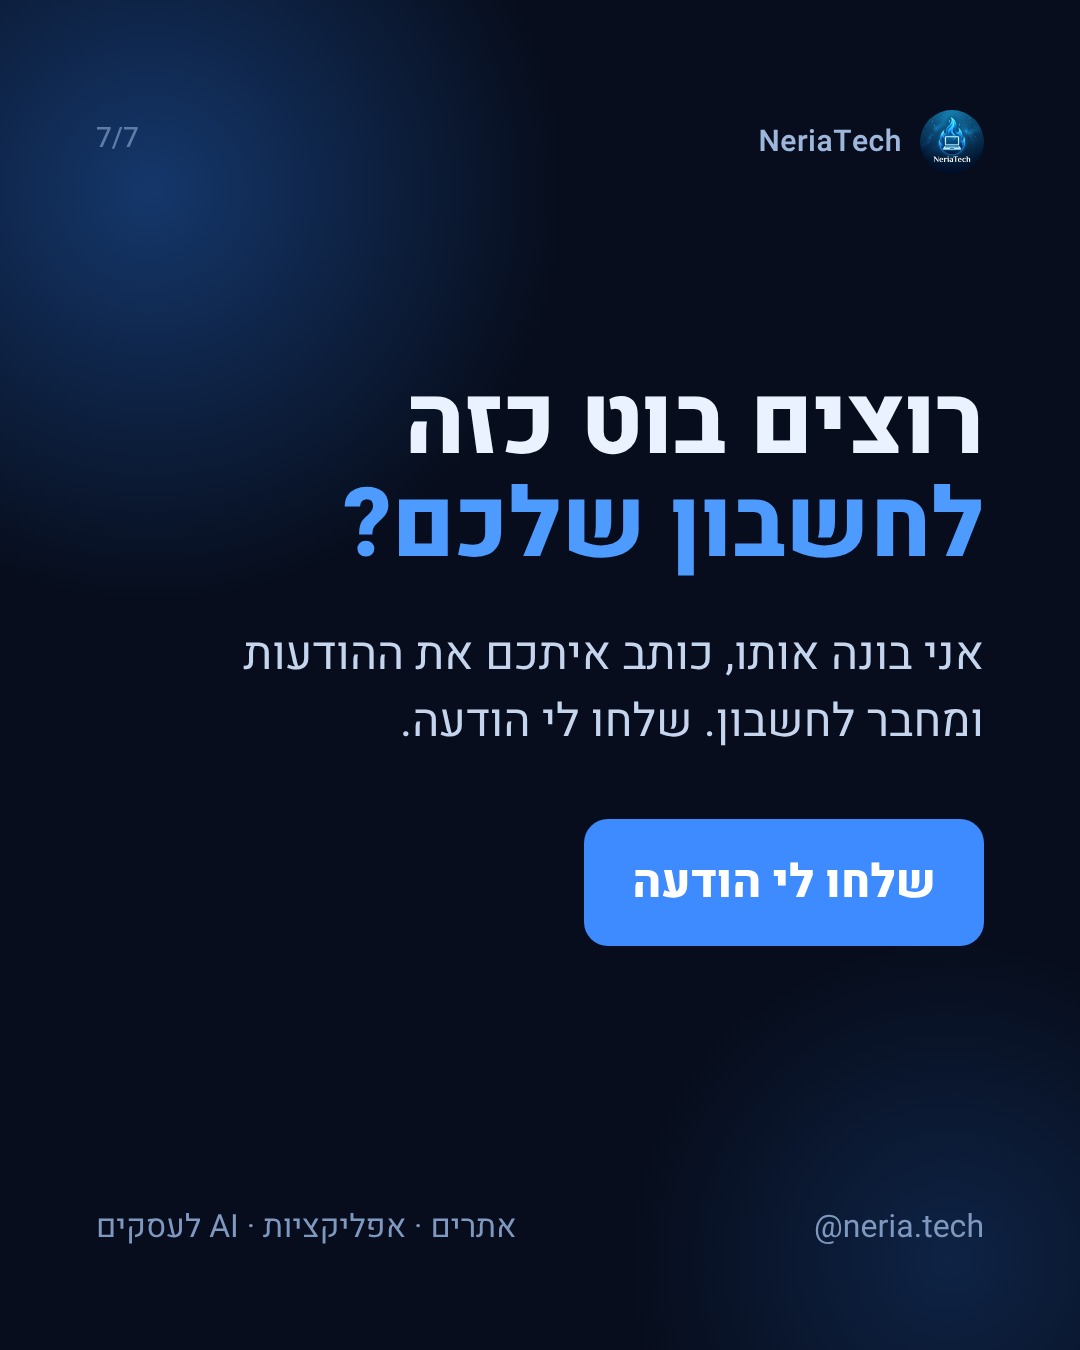 NeriaTech
NeriaTech
7/7
רוצים בוט כזה
לחשבון שלכם?
אני בונה אותו, כותב איתכם את ההודעות
ומחבר לחשבון. שלחו לי הודעה.
שלחו לי הודעה
@neria.tech
אתרים · אפליקציות · AI לעסקים